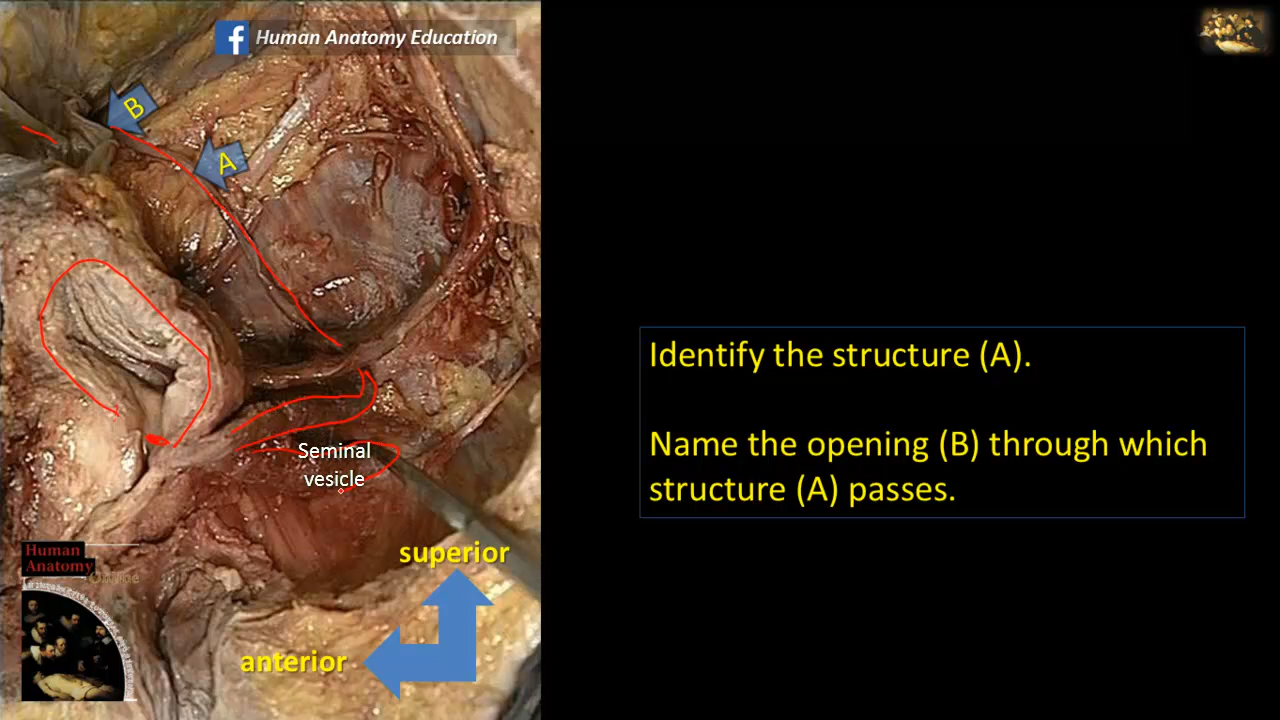 Human Anatomy Education
B
A
Seminal
vesicle
superior
anterior
Human
Anatomy
Online
Identify the structure (A).
Name the opening (B) through which
structure (A) passes.